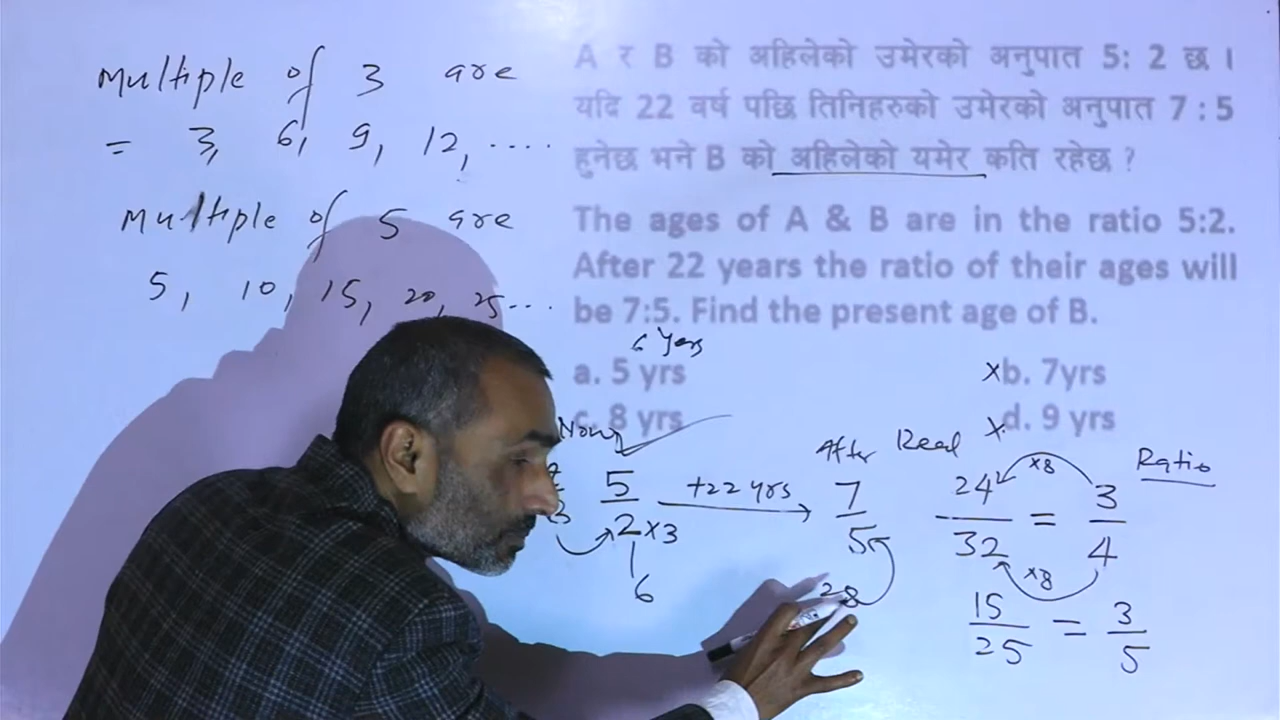 Multiple of 3 are
= 3, 6, 9, 12, ....
Multiple of 5 are
5, 10, 15, 20, 25 ...
A र B को अहिलेको उमेरको अनुपात 5: 2 छ ।
यदि 22 वर्ष पछि तिनिहरुको उमेरको अनुपात 7 : 5
हुनेछ भने B को अहिलेको यमेर कति रहेछ ?
The ages of A & B are in the ratio 5:2.
After 22 years the ratio of their ages will
be 7:5. Find the present age of B.
6 yers
a. 5 yrs
x b. 7yrs
c. 8 yrs
x d. 9 yrs
Now
After
Real
Ratio
5/2 x3
+22 yrs
7/5
24/32 = 3/4
x8
x8
6
28
15/25 = 3/5